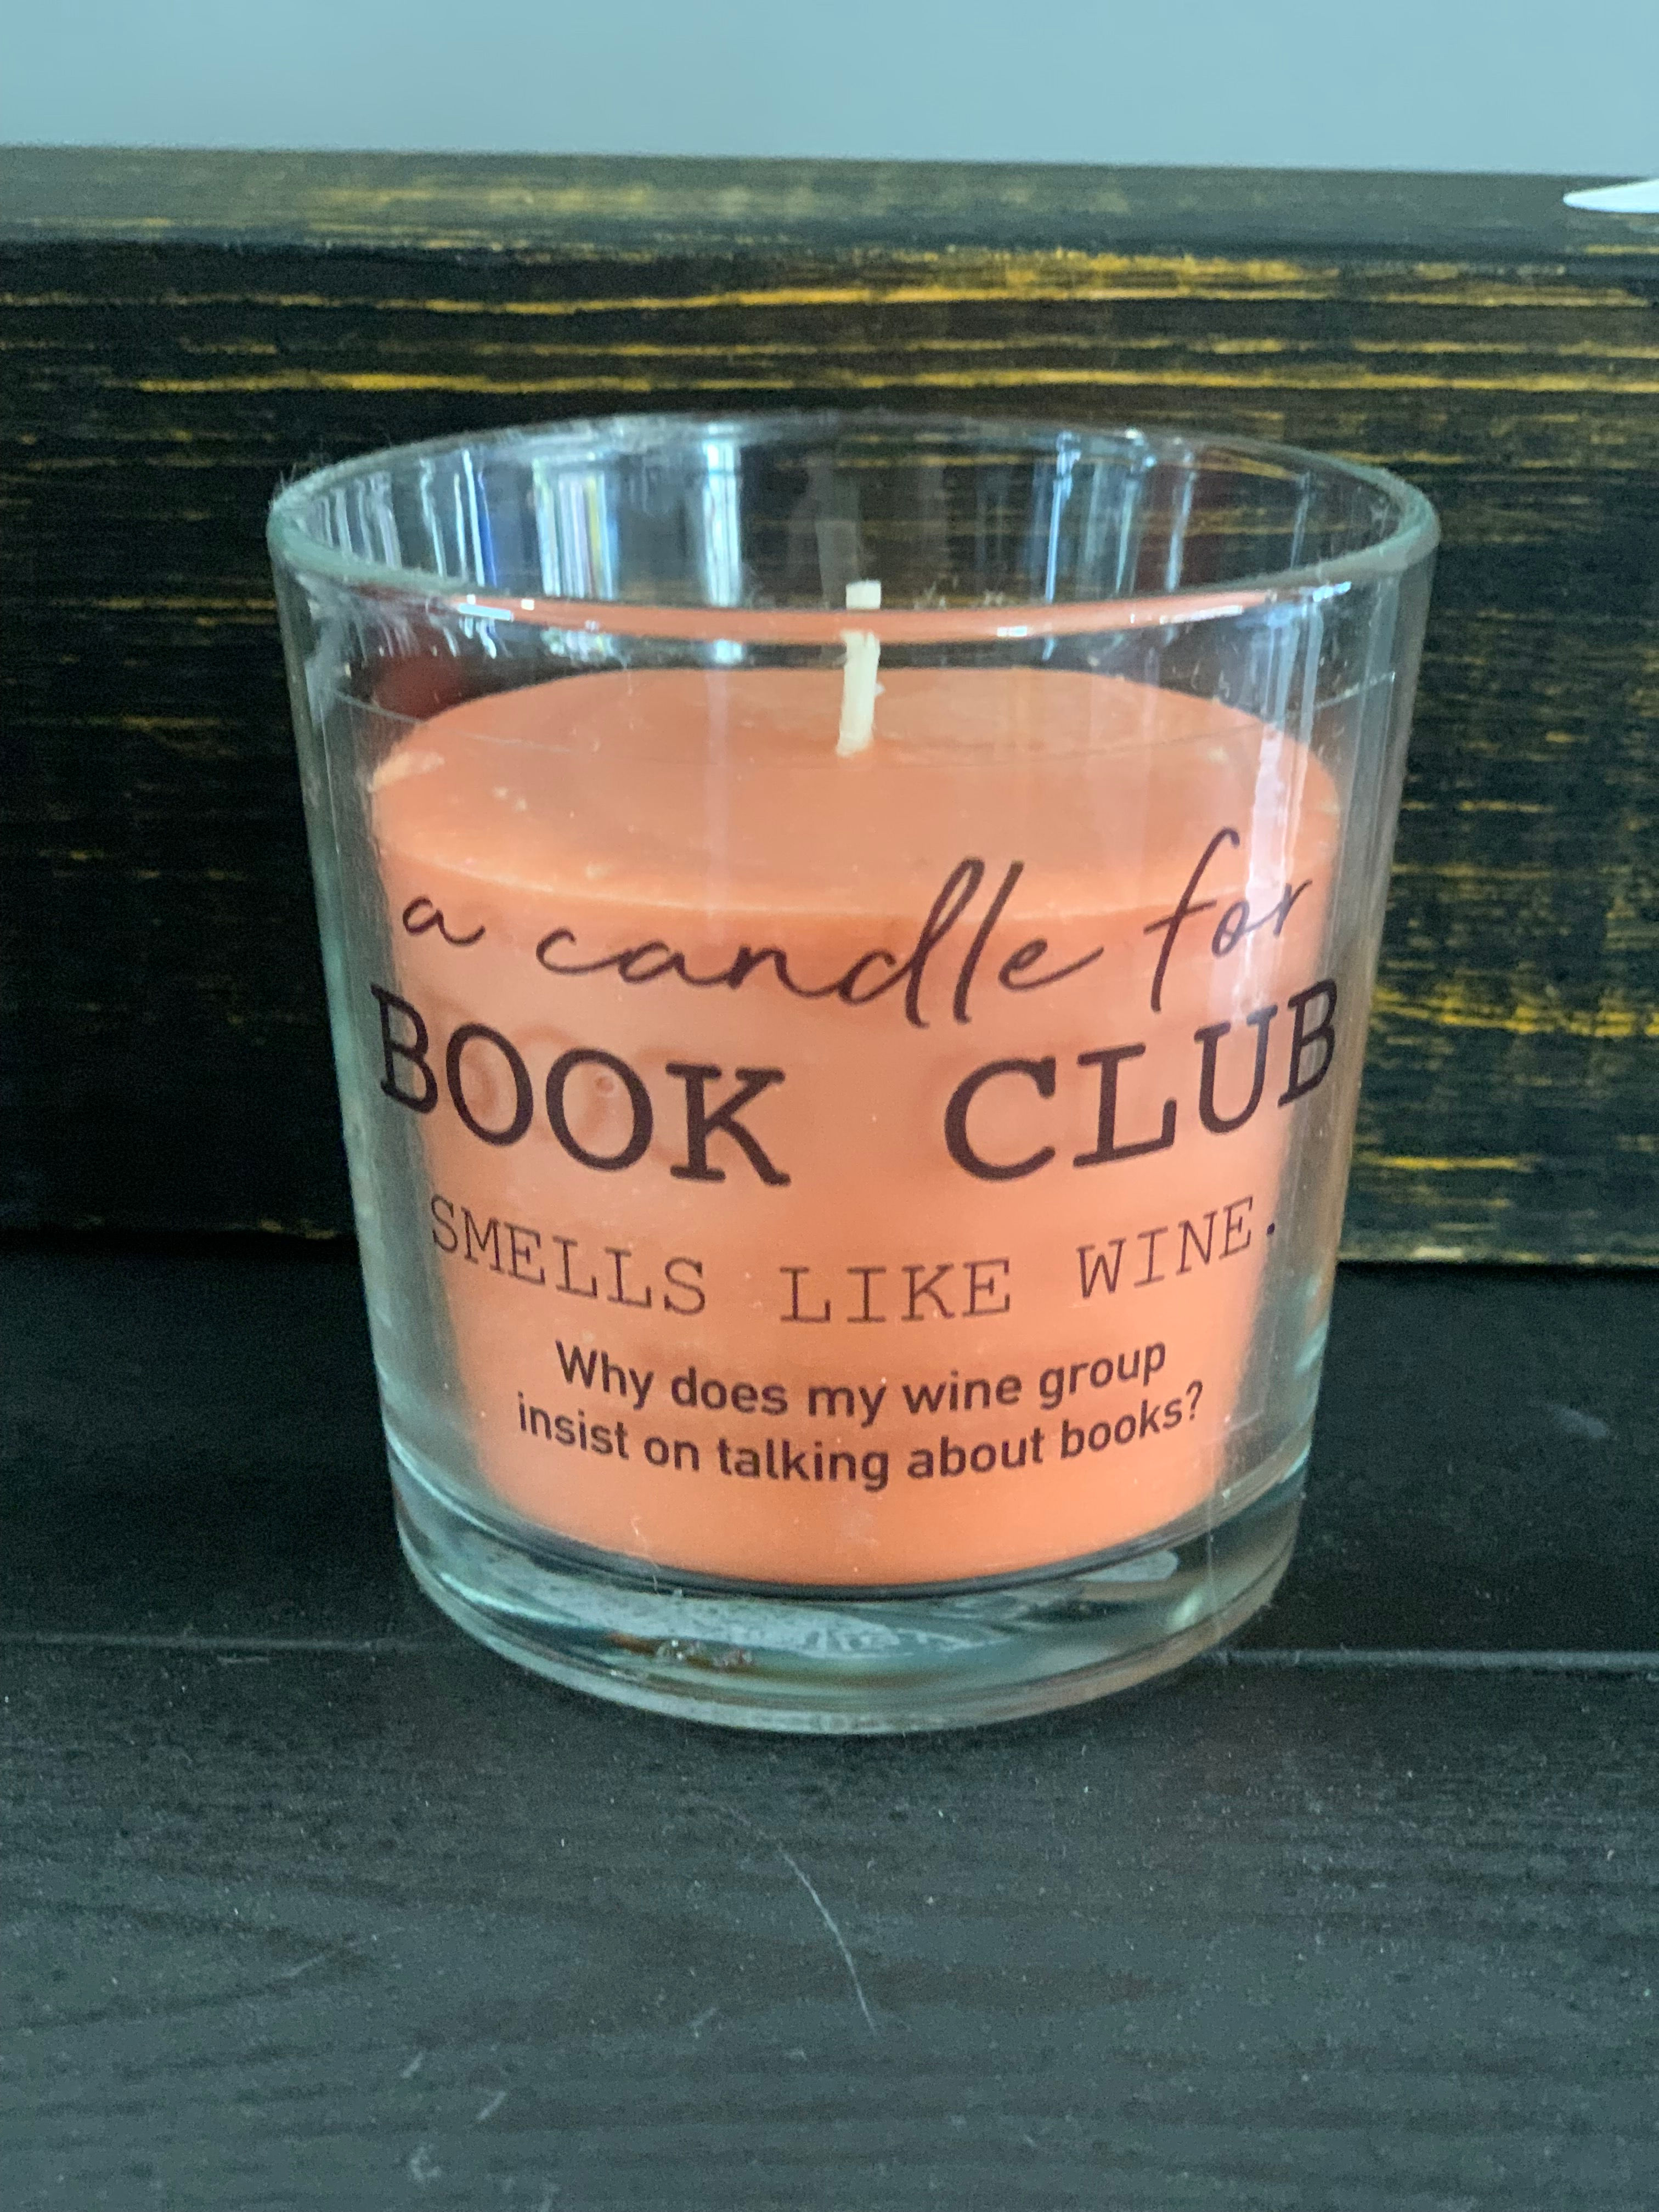 a candle for
BOOK CLUB
SMELLS LIKE WINE.
Why does my wine group
insist on talking about books?